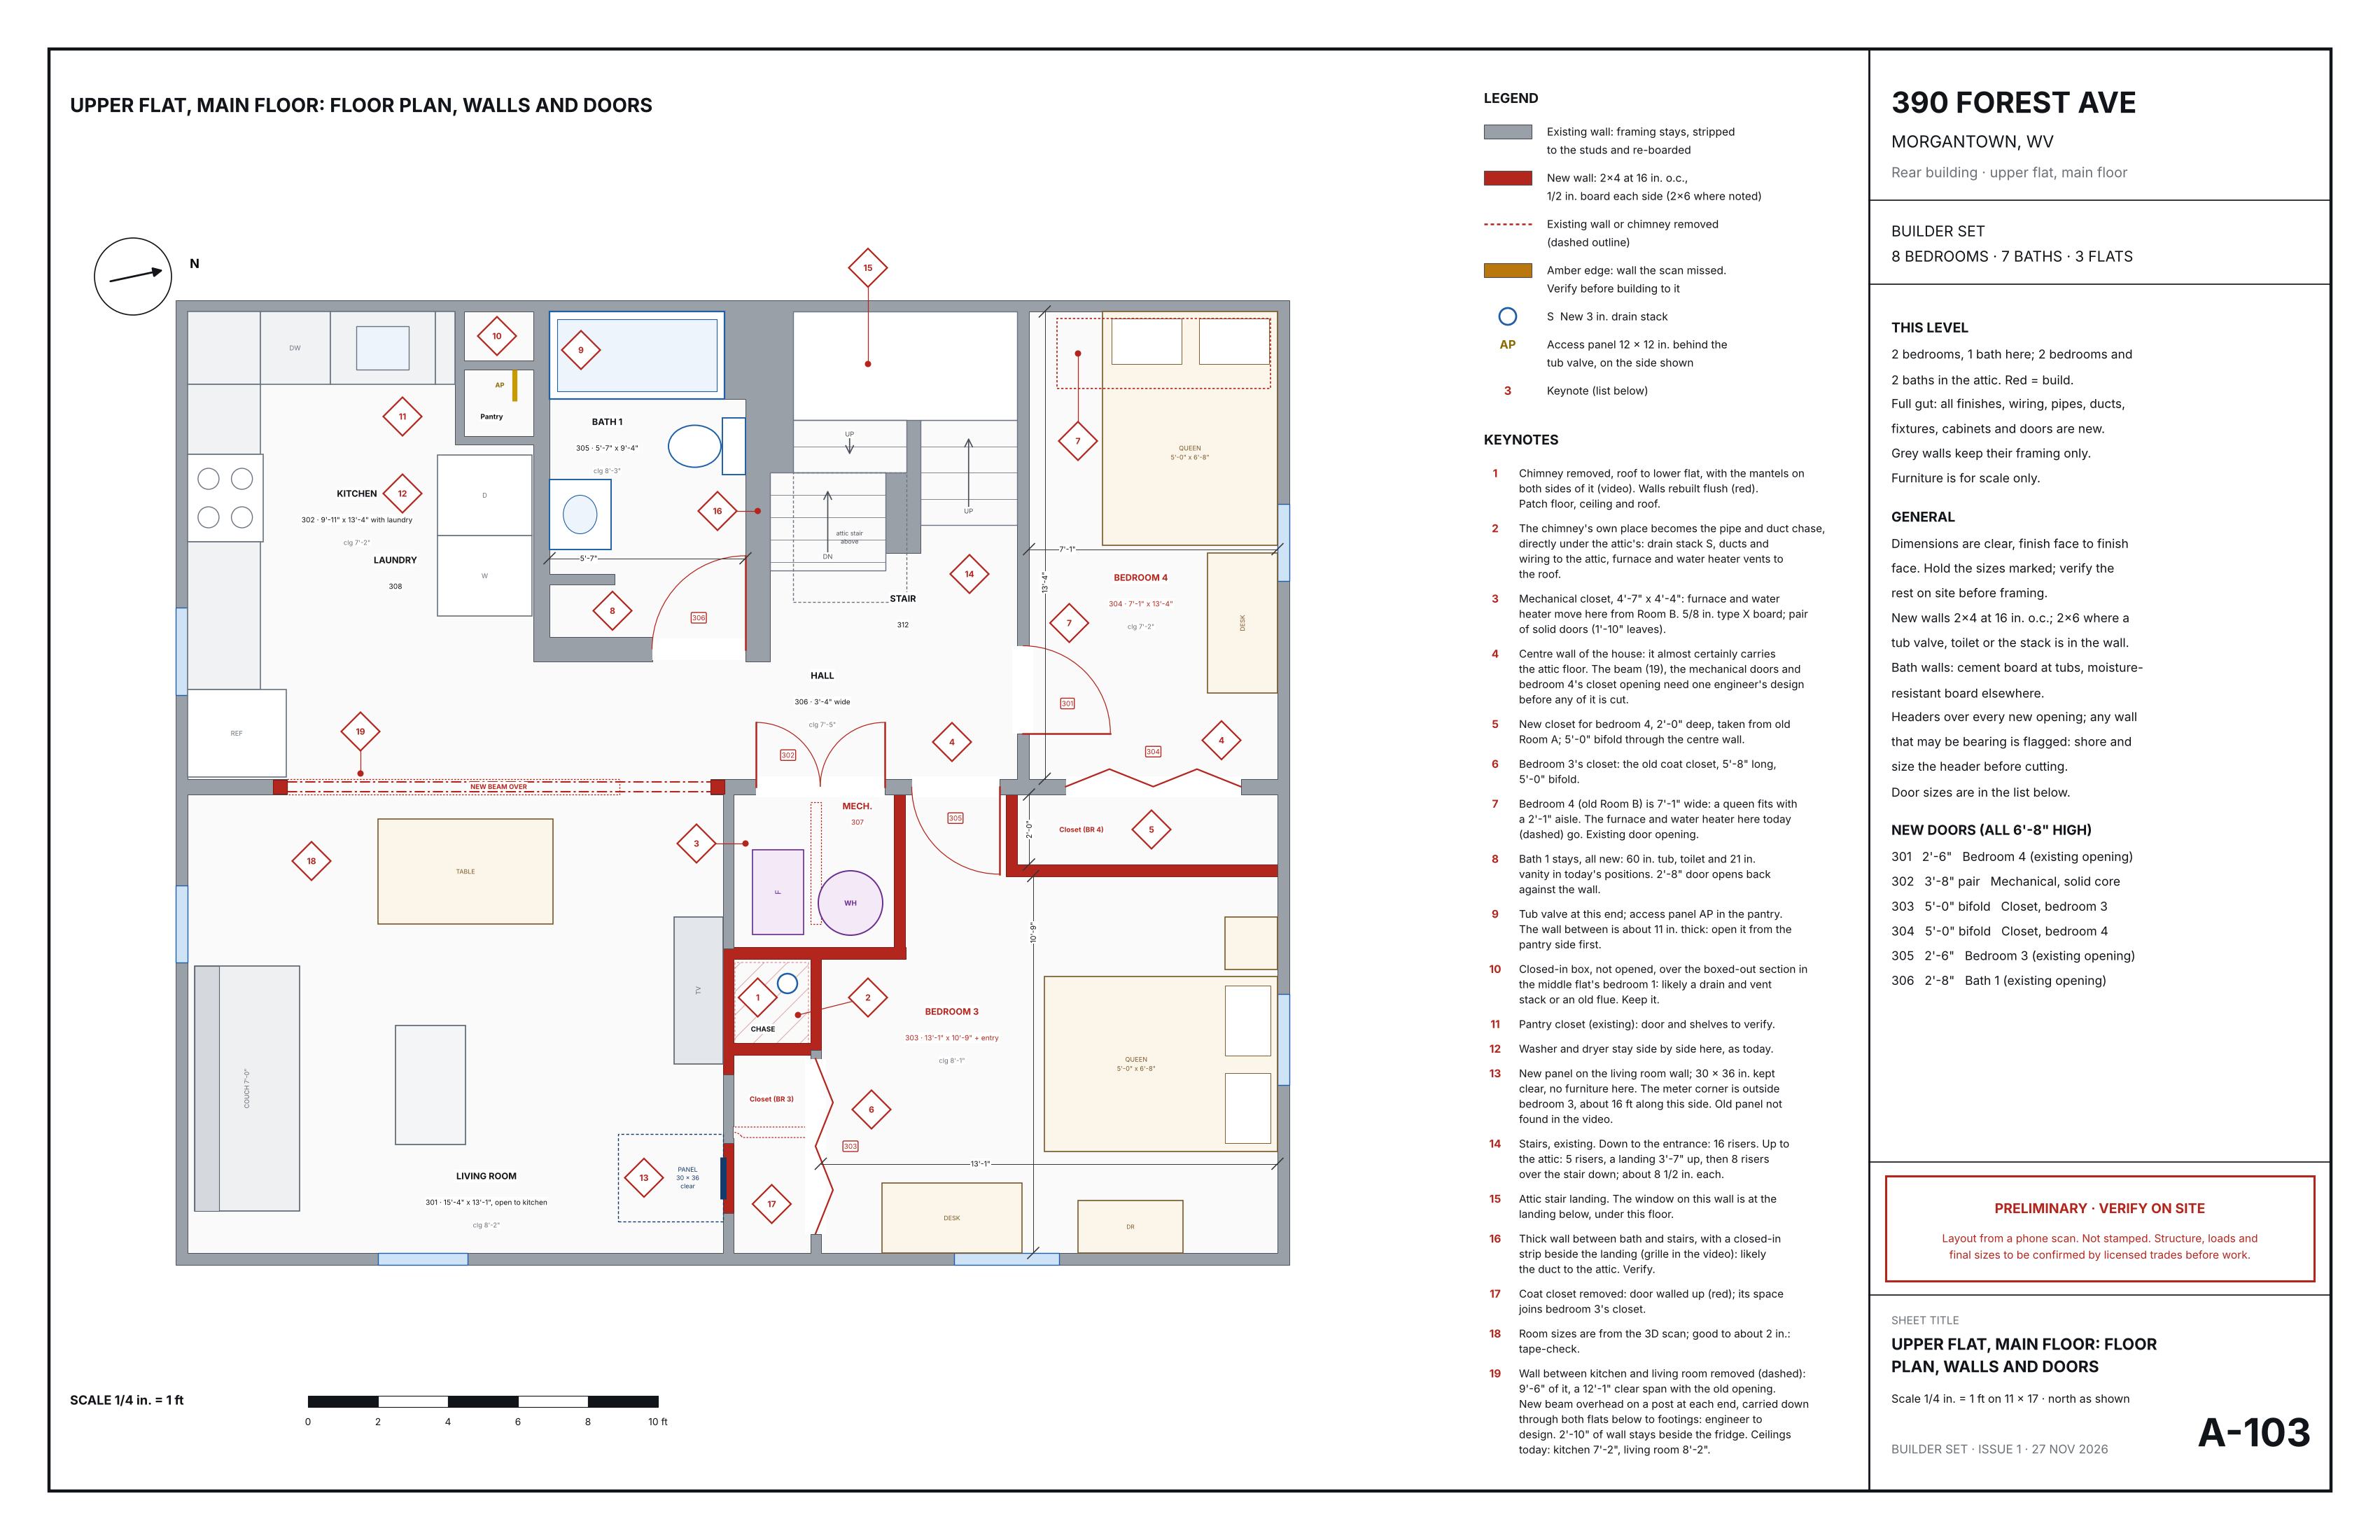 UPPER FLAT, MAIN FLOOR: FLOOR PLAN, WALLS AND DOORS
N
15
10
9
DW
AP
Pantry
11
BATH 1
305 · 5'-7" x 9'-4"
clg 8'-3"
UP
7
QUEEN
5'-0" x 6'-8"
KITCHEN
12
302 · 9'-11" x 13'-4" with laundry
clg 7'-2"
LAUNDRY
308
D
W
16
attic stair
above
DN
UP
5'-7"
7'-1"
13'-4"
14
STAIR
312
BEDROOM 4
304 · 7'-1" x 13'-4"
clg 7'-2"
DESK
8
306
7
HALL
306 · 3'-4" wide
clg 7'-5"
301
REF
19
302
4
304
4
NEW BEAM OVER
MECH.
307
305
2'-0"
Closet (BR 4)
5
3
18
TABLE
F
WH
10'-9"
TV
1
2
CHASE
BEDROOM 3
303 · 13'-1" x 10'-9" + entry
clg 8'-1"
QUEEN
5'-0" x 6'-8"
COUCH 7'-0"
Closet (BR 3)
6
303
13'-1"
LIVING ROOM
301 · 15'-4" x 13'-1", open to kitchen
clg 8'-2"
13
PANEL
30 × 36
clear
17
DESK
DR
SCALE 1/4 in. = 1 ft
0 2 4 6 8 10 ft
LEGEND
Existing wall: framing stays, stripped
to the studs and re-boarded
New wall: 2×4 at 16 in. o.c.,
1/2 in. board each side (2×6 where noted)
Existing wall or chimney removed
(dashed outline)
Amber edge: wall the scan missed.
Verify before building to it
S New 3 in. drain stack
AP Access panel 12 × 12 in. behind the
tub valve, on the side shown
3 Keynote (list below)
KEYNOTES
1 Chimney removed, roof to lower flat, with the mantels on
both sides of it (video). Walls rebuilt flush (red).
Patch floor, ceiling and roof.
2 The chimney's own place becomes the pipe and duct chase,
directly under the attic's: drain stack S, ducts and
wiring to the attic, furnace and water heater vents to
the roof.
3 Mechanical closet, 4'-7" x 4'-4": furnace and water
heater move here from Room B. 5/8 in. type X board; pair
of solid doors (1'-10" leaves).
4 Centre wall of the house: it almost certainly carries
the attic floor. The beam (19), the mechanical doors and
bedroom 4's closet opening need one engineer's design
before any of it is cut.
5 New closet for bedroom 4, 2'-0" deep, taken from old
Room A; 5'-0" bifold through the centre wall.
6 Bedroom 3's closet: the old coat closet, 5'-8" long,
5'-0" bifold.
7 Bedroom 4 (old Room B) is 7'-1" wide: a queen fits with
a 2'-1" aisle. The furnace and water heater here today
(dashed) go. Existing door opening.
8 Bath 1 stays, all new: 60 in. tub, toilet and 21 in.
vanity in today's positions. 2'-8" door opens back
against the wall.
9 Tub valve at this end; access panel AP in the pantry.
The wall between is about 11 in. thick: open it from the
pantry side first.
10 Closed-in box, not opened, over the boxed-out section in
the middle flat's bedroom 1: likely a drain and vent
stack or an old flue. Keep it.
11 Pantry closet (existing): door and shelves to verify.
12 Washer and dryer stay side by side here, as today.
13 New panel on the living room wall; 30 × 36 in. kept
clear, no furniture here. The meter corner is outside
bedroom 3, about 16 ft along this side. Old panel not
found in the video.
14 Stairs, existing. Down to the entrance: 16 risers. Up to
the attic: 5 risers, a landing 3'-7" up, then 8 risers
over the stair down; about 8 1/2 in. each.
15 Attic stair landing. The window on this wall is at the
landing below, under this floor.
16 Thick wall between bath and stairs, with a closed-in
strip beside the landing (grille in the video): likely
the duct to the attic. Verify.
17 Coat closet removed: door walled up (red); its space
joins bedroom 3's closet.
18 Room sizes are from the 3D scan; good to about 2 in.:
tape-check.
19 Wall between kitchen and living room removed (dashed):
9'-6" of it, a 12'-1" clear span with the old opening.
New beam overhead on a post at each end, carried down
through both flats below to footings: engineer to
design. 2'-10" of wall stays beside the fridge. Ceilings
today: kitchen 7'-2", living room 8'-2".
390 FOREST AVE
MORGANTOWN, WV
Rear building · upper flat, main floor
BUILDER SET
8 BEDROOMS · 7 BATHS · 3 FLATS
THIS LEVEL
2 bedrooms, 1 bath here; 2 bedrooms and
2 baths in the attic. Red = build.
Full gut: all finishes, wiring, pipes, ducts,
fixtures, cabinets and doors are new.
Grey walls keep their framing only.
Furniture is for scale only.
GENERAL
Dimensions are clear, finish face to finish
face. Hold the sizes marked; verify the
rest on site before framing.
New walls 2×4 at 16 in. o.c.; 2×6 where a
tub valve, toilet or the stack is in the wall.
Bath walls: cement board at tubs, moisture-
resistant board elsewhere.
Headers over every new opening; any wall
that may be bearing is flagged: shore and
size the header before cutting.
Door sizes are in the list below.
NEW DOORS (ALL 6'-8" HIGH)
301 2'-6" Bedroom 4 (existing opening)
302 3'-8" pair Mechanical, solid core
303 5'-0" bifold Closet, bedroom 3
304 5'-0" bifold Closet, bedroom 4
305 2'-6" Bedroom 3 (existing opening)
306 2'-8" Bath 1 (existing opening)
PRELIMINARY · VERIFY ON SITE
Layout from a phone scan. Not stamped. Structure, loads and
final sizes to be confirmed by licensed trades before work.
SHEET TITLE
UPPER FLAT, MAIN FLOOR: FLOOR
PLAN, WALLS AND DOORS
Scale 1/4 in. = 1 ft on 11 × 17 · north as shown
BUILDER SET · ISSUE 1 · 27 NOV 2026
A-103